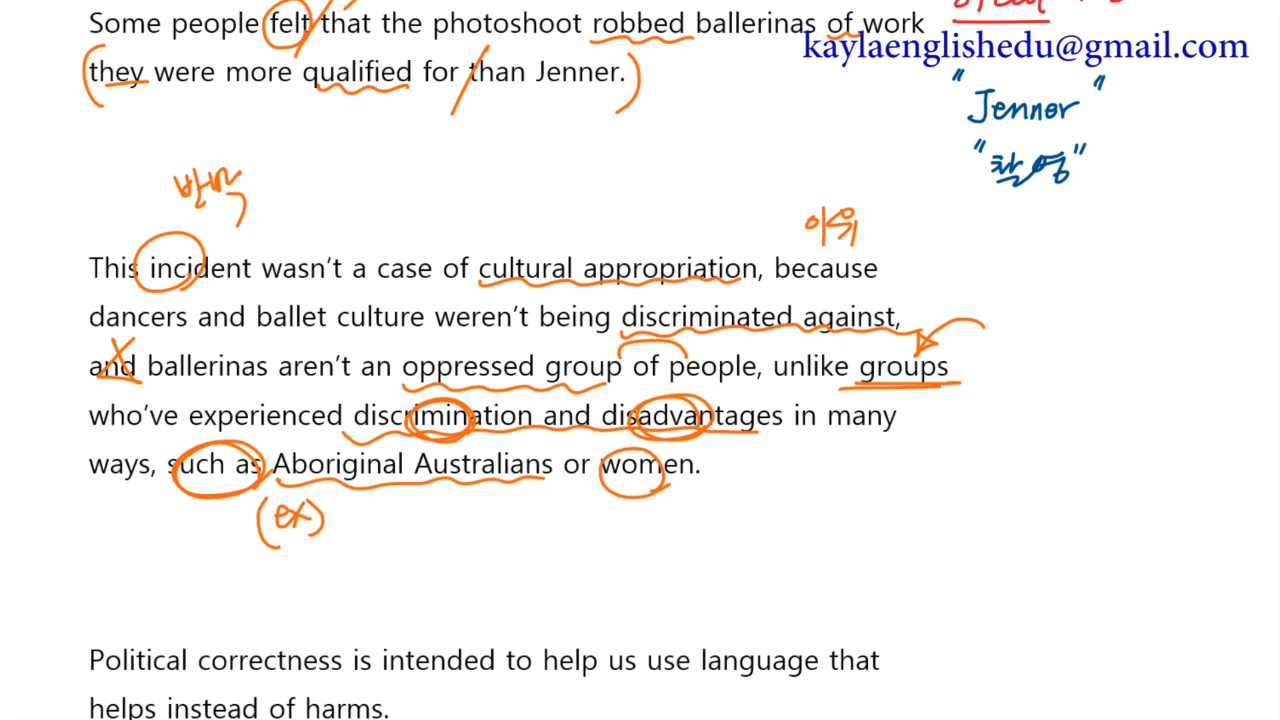 Some people felt that the photoshoot robbed ballerinas of work
kaylaenglishedu@gmail.com
they were more qualified for than Jenner.
"Jenner"
"촬영"
반박
이유
This incident wasn't a case of cultural appropriation, because
dancers and ballet culture weren't being discriminated against,
and ballerinas aren't an oppressed group of people, unlike groups
who've experienced discrimination and disadvantages in many
ways, such as Aboriginal Australians or women.
(ex)
Political correctness is intended to help us use language that
helps instead of harms.